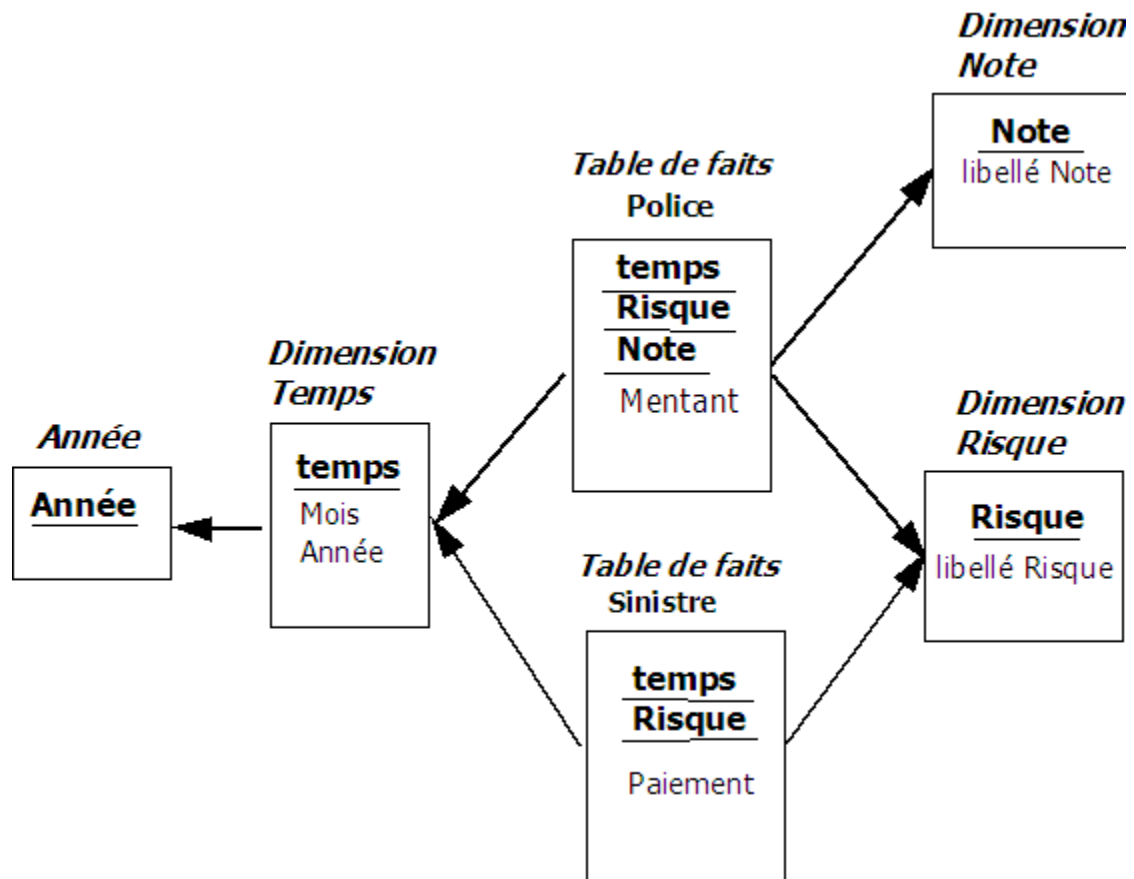 Année
Année
Dimension
Temps
temps
Mois
Année
Table de faits
Police
temps
Risque
Note
Mentant
Table de faits
Sinistre
temps
Risque
Paiement
Dimension
Note
Note
libellé Note
Dimension
Risque
Risque
libellé Risque